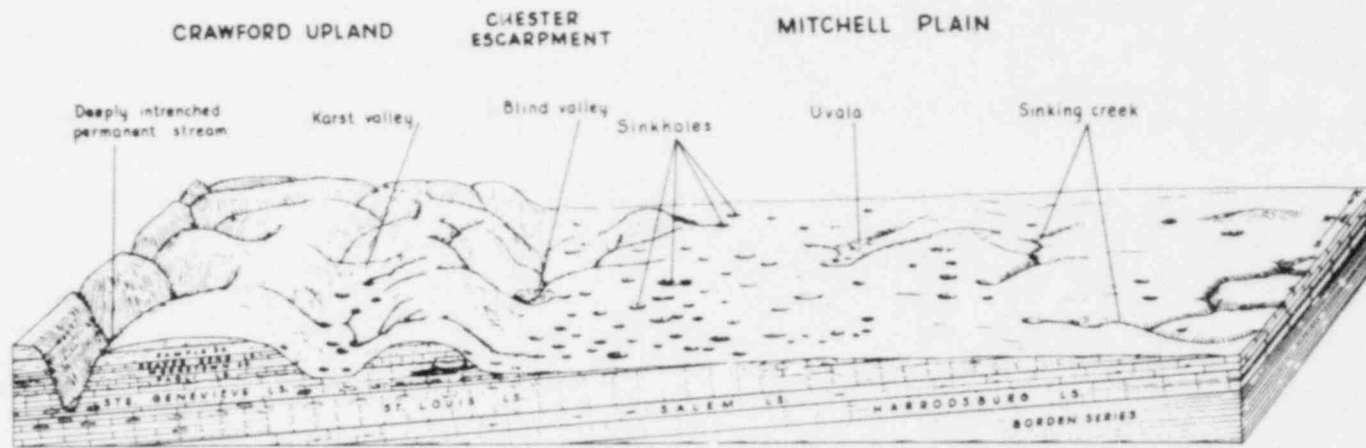 CRAWFORD UPLAND
CHESTER
ESCARPMENT
MITCHELL PLAIN
Deeply intrenched
permanent stream
Karst valley
Blind valley
Sinkholes
Uvala
Sinking creek
STE. GENEVIEVE LS.
ST. LOUIS LS.
SALEM LS.
HARRODSBURG LS.
BORDEN SERIES